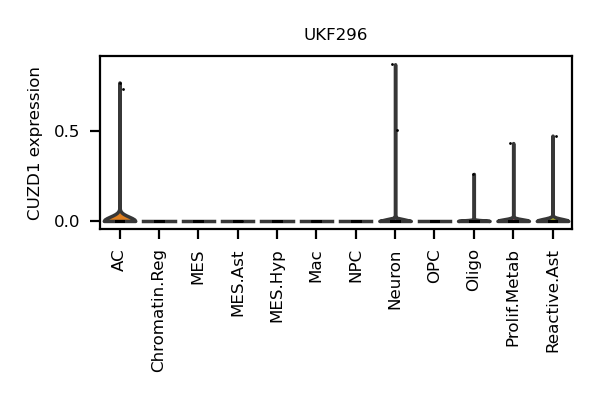 UKF296
CUZD1 expression
0.5
0.0
AC
Chromatin.Reg
MES
MES.Ast
MES.Hyp
Mac
NPC
Neuron
OPC
Oligo
Prolif.Metab
Reactive.Ast